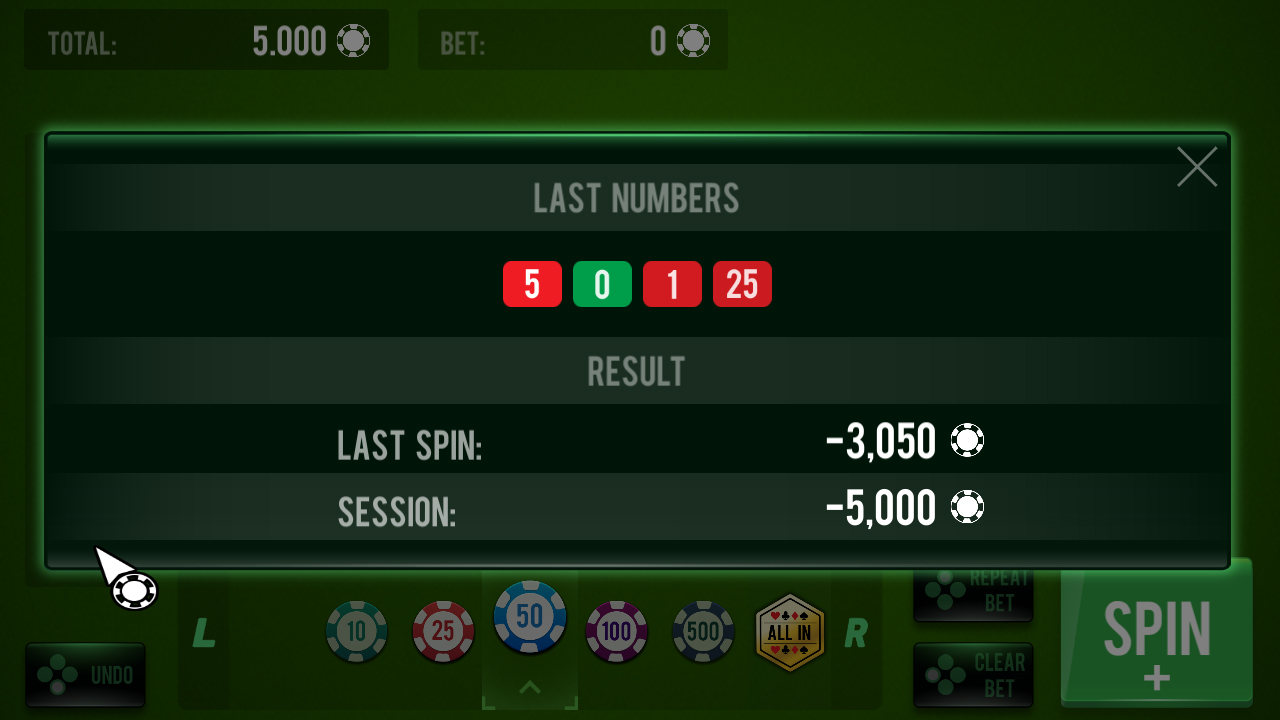 TOTAL: 5.000 BET: 0
LAST NUMBERS
5 0 1 25
RESULT
LAST SPIN: -3,050
SESSION: -5,000
L 10 25 50 100 500 ALL IN R
UNDO
REPEAT
BET
CLEAR
BET
SPIN
+